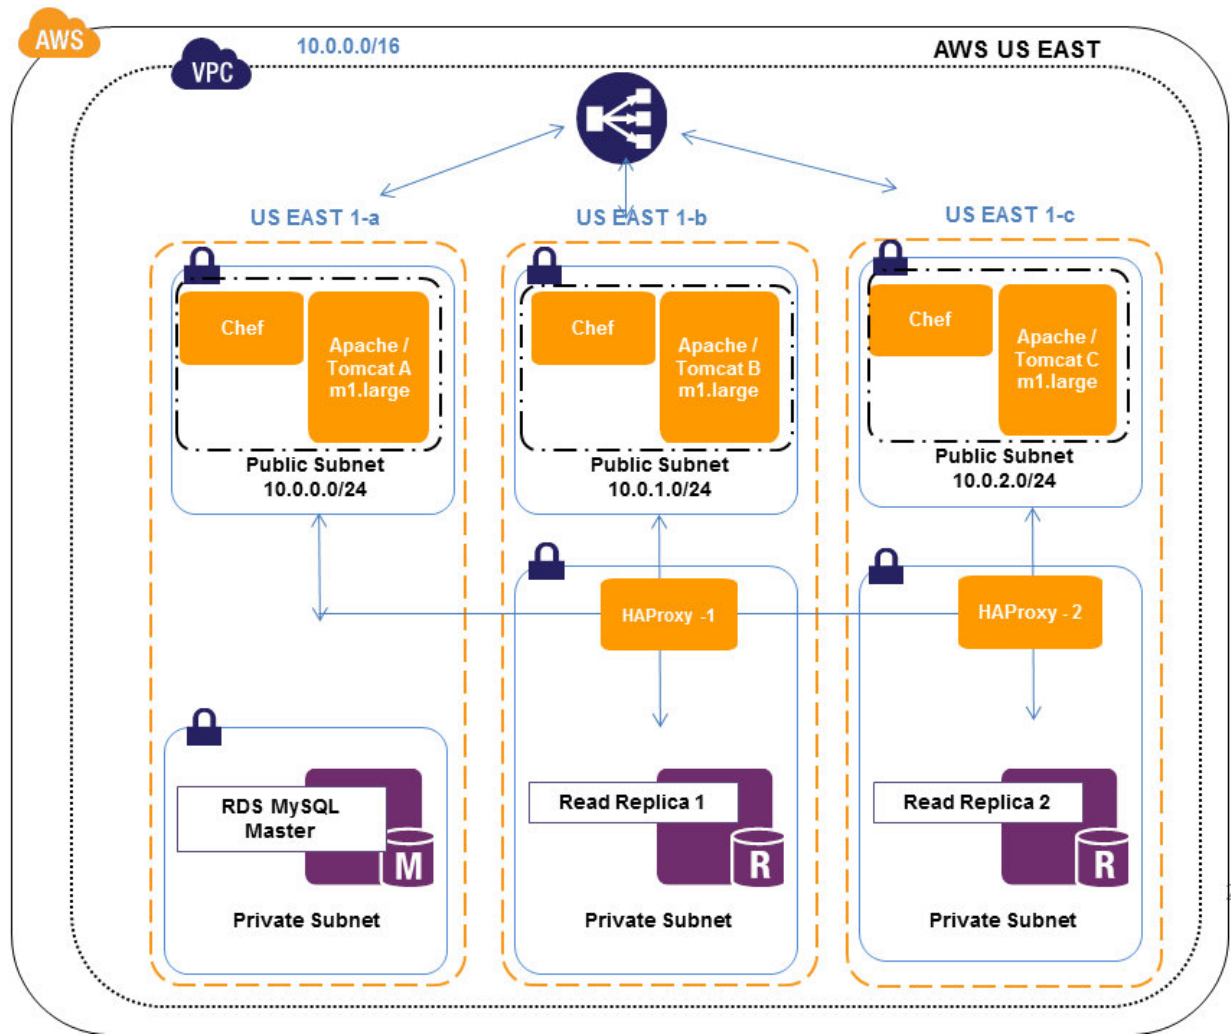 AWS
VPC
10.0.0.0/16
AWS US EAST
US EAST 1-a
US EAST 1-b
US EAST 1-c
Chef
Apache /
Tomcat A
m1.large
Public Subnet
10.0.0.0/24
Chef
Apache /
Tomcat B
m1.large
Public Subnet
10.0.1.0/24
Chef
Apache /
Tomcat C
m1.large
Public Subnet
10.0.2.0/24
HAProxy -1
HAProxy - 2
RDS MySQL
Master
M
Private Subnet
Read Replica 1
R
Private Subnet
Read Replica 2
R
Private Subnet